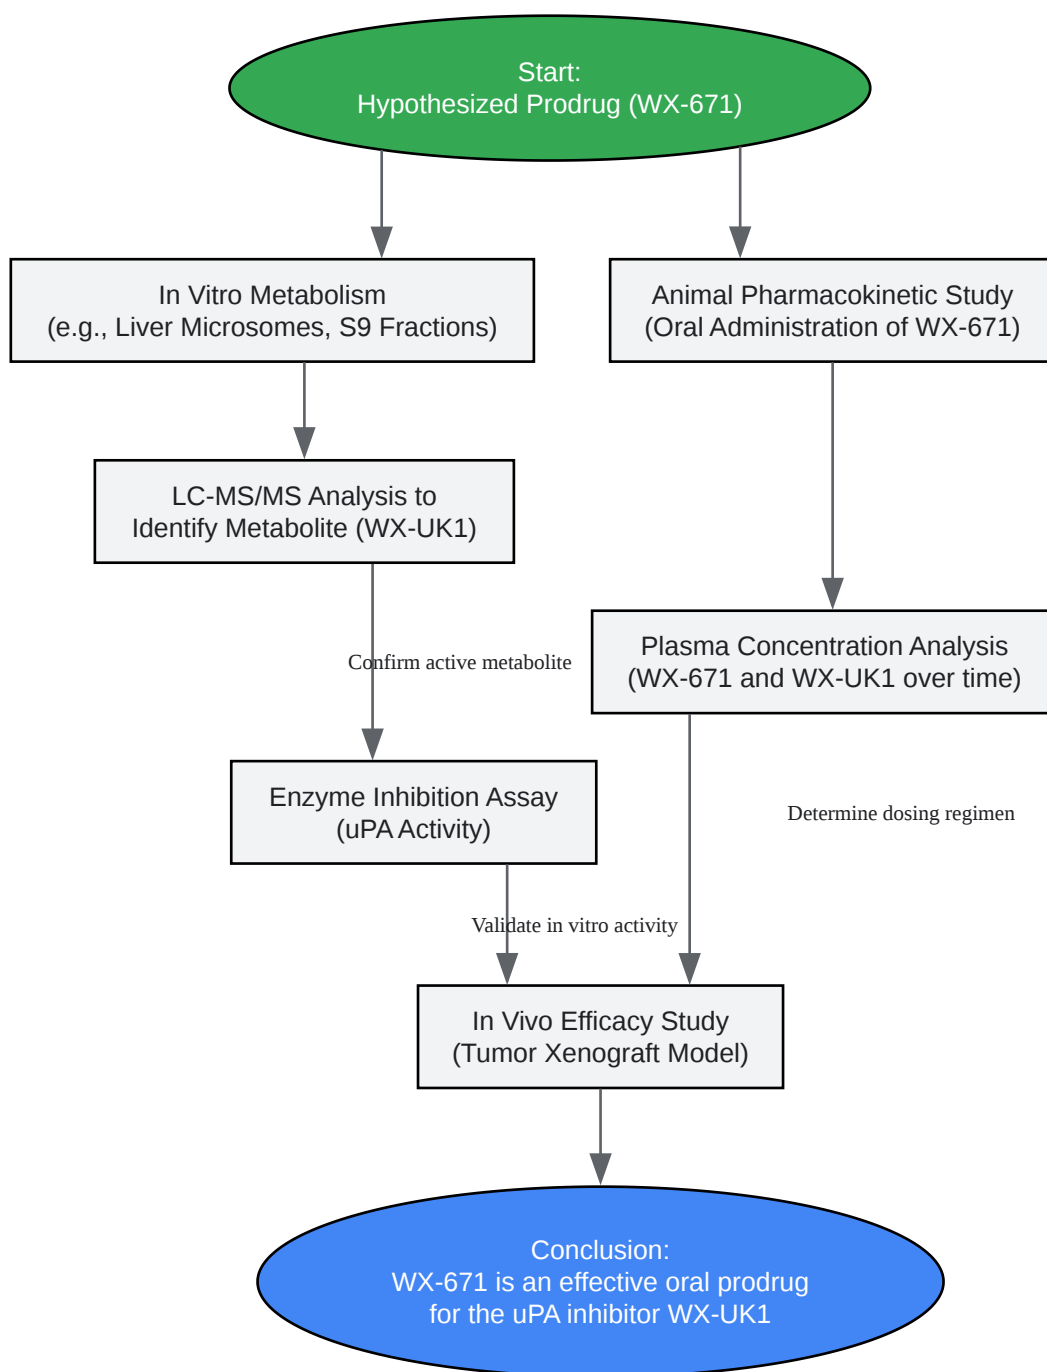 Start:
Hypothesized Prodrug (WX-671)
In Vitro Metabolism
(e.g., Liver Microsomes, S9 Fractions)
Animal Pharmacokinetic Study
(Oral Administration of WX-671)
LC-MS/MS Analysis to
Identify Metabolite (WX-UK1)
Plasma Concentration Analysis
(WX-671 and WX-UK1 over time)
Confirm active metabolite
Enzyme Inhibition Assay
(uPA Activity)
Determine dosing regimen
Validate in vitro activity
In Vivo Efficacy Study
(Tumor Xenograft Model)
Conclusion:
WX-671 is an effective oral prodrug
for the uPA inhibitor WX-UK1